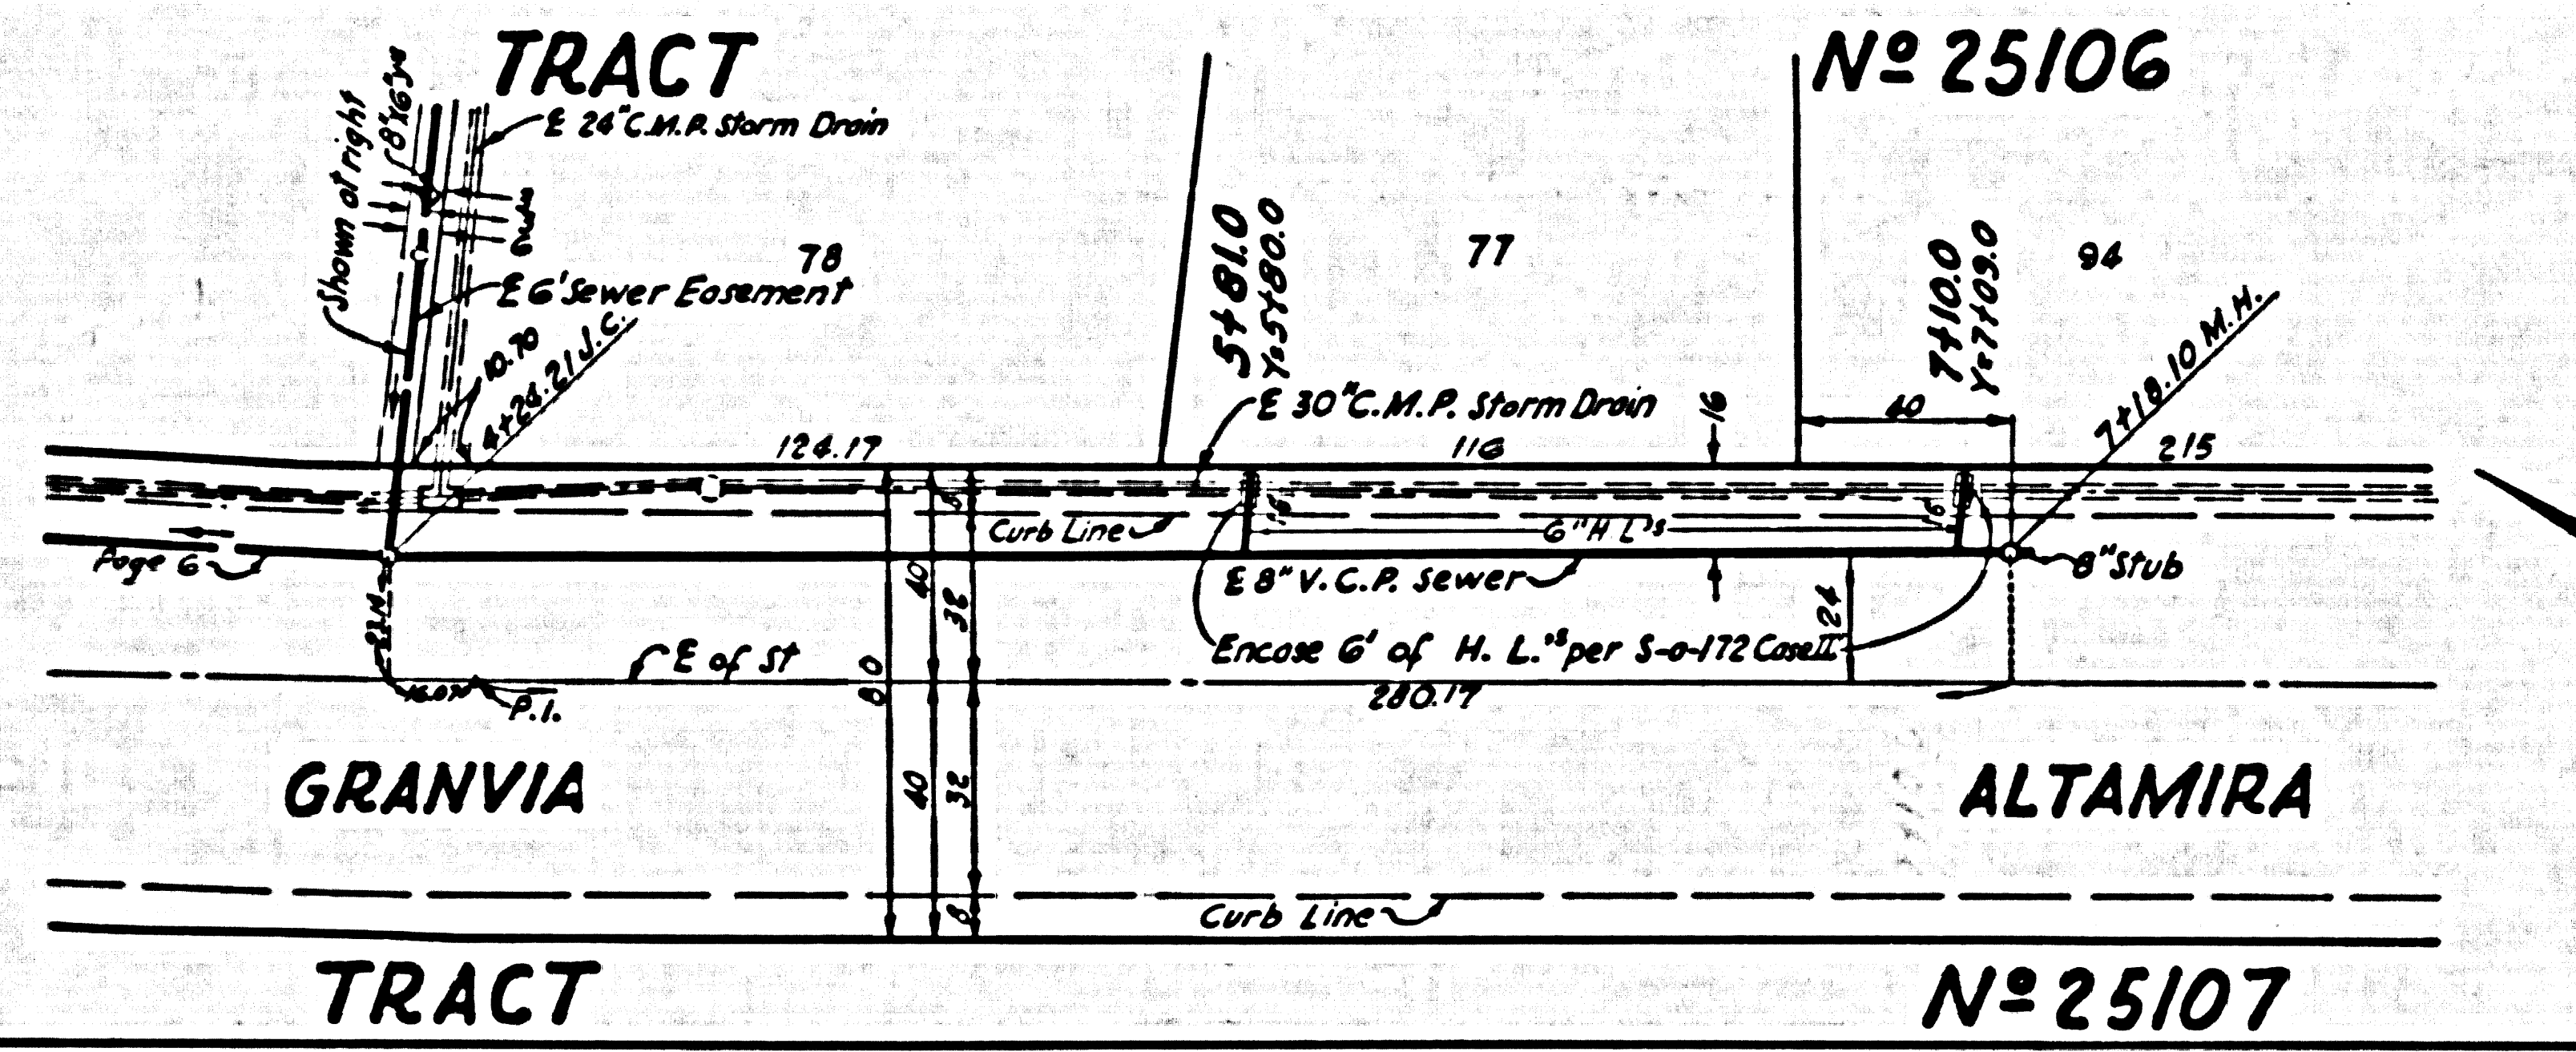 TRACT
Nº 25106
Shown at right
8"x6"
24" C.M.P. Storm Drain
78
77
94
6' Sewer Easement
10.70
J.C.
5+81.0
Y=5+80.0
7+10.0
Y=7+09.0
7+18.10 M.H.
30" C.M.P. Storm Drain
16
40
124.17
116
215
Curb Line
6" H.L.'s
6'
6'
Page 6
8" V.C.P. Sewer
8" Stub
Encase 6' of H. L.'s per S-a-172 Case II
24
40
32
8
80
of St
P.I.
280.17
GRANVIA
ALTAMIRA
40
32
8
Curb Line
TRACT
Nº 25107